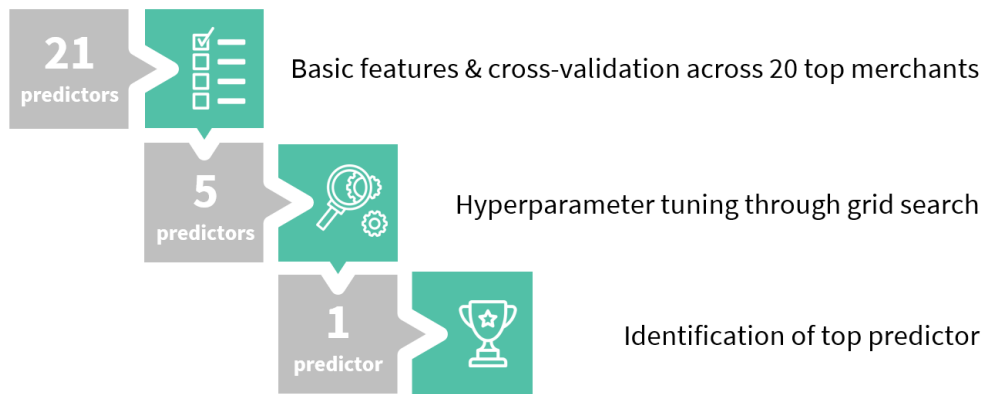 21
predictors
Basic features & cross-validation across 20 top merchants
5
predictors
Hyperparameter tuning through grid search
1
predictor
Identification of top predictor